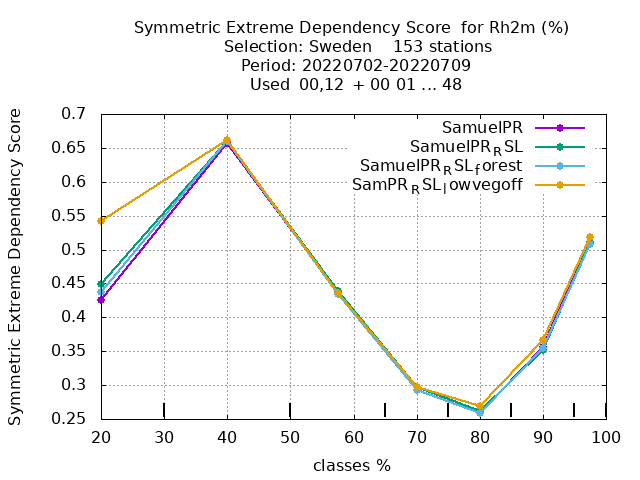 Symmetric Extreme Dependency Score for Rh2m (%)
Selection: Sweden 153 stations
Period: 20220702-20220709
Used 00,12 + 00 01 ... 48
Symmetric Extreme Dependency Score
0.7
0.65
0.6
0.55
0.5
0.45
0.4
0.35
0.3
0.25
SamuelPR
SamuelPR_RSL
SamuelPR_RSL_forest
SamPR_RSL_lowvegoff
20 30 40 50 60 70 80 90 100
classes %